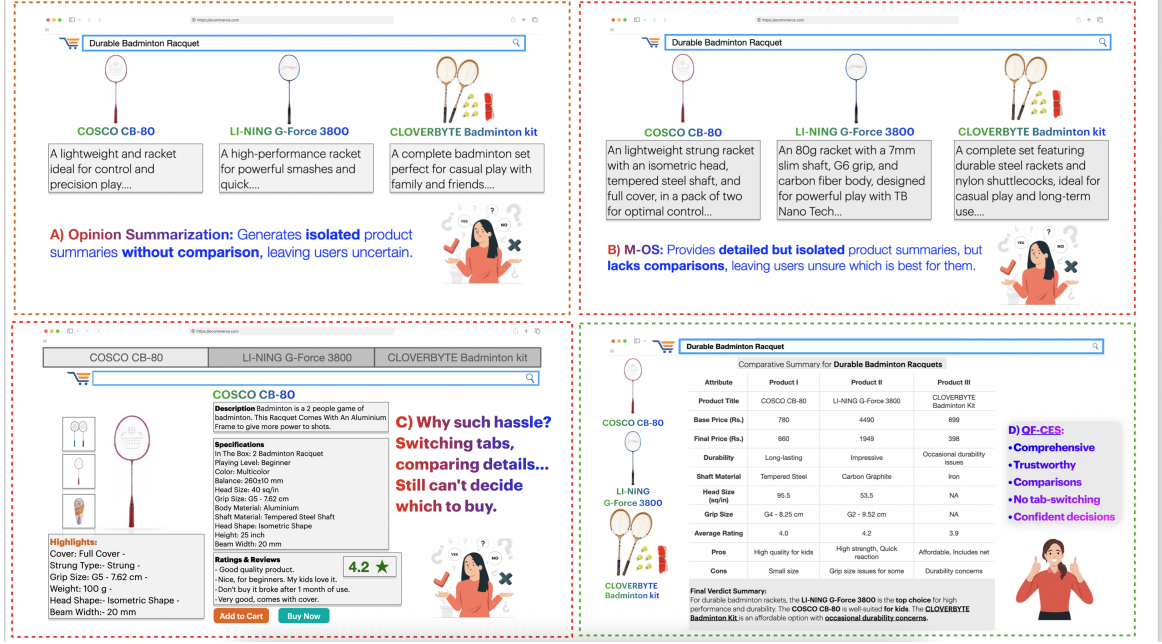 https://ecommerce.com
Durable Badminton Racquet
COSCO CB-80
LI-NING G-Force 3800
CLOVERBYTE Badminton kit
A lightweight and racket
ideal for control and
precision play....
A high-performance racket
for powerful smashes and
quick....
A complete badminton set
perfect for casual play with
family and friends....
A) Opinion Summarization: Generates isolated product
summaries without comparison, leaving users uncertain.
YES
?
NO
https://ecommerce.com
Durable Badminton Racquet
COSCO CB-80
LI-NING G-Force 3800
CLOVERBYTE Badminton kit
An lightweight strung racket
with an isometric head,
tempered steel shaft, and
full cover, in a pack of two
for optimal control...
An 80g racket with a 7mm
slim shaft, G6 grip, and
carbon fiber body, designed
for powerful play with TB
Nano Tech...
A complete set featuring
durable steel rackets and
nylon shuttlecocks, ideal for
casual play and long-term
use....
B) M-OS: Provides detailed but isolated product summaries, but
lacks comparisons, leaving users unsure which is best for them.
YES
?
NO
https://ecommerce.com
COSCO CB-80
LI-NING G-Force 3800
CLOVERBYTE Badminton kit
COSCO CB-80
Description Badminton is a 2 people game of
badminton. This Racquet Comes With An Aluminium
Frame to give more power to shots.
Specifications
In The Box: 2 Badminton Racquet
Playing Level: Beginner
Color: Multicolor
Balance: 260±10 mm
Head Size: 40 sq/in
Grip Size: G5 - 7.62 cm
Body Material: Aluminium
Shaft Material: Tempered Steel Shaft
Head Shape: Isometric Shape
Height: 25 inch
Beam Width: 20 mm
Highlights:
Cover: Full Cover -
Strung Type:- Strung -
Grip Size: G5 - 7.62 cm -
Weight: 100 g -
Head Shape:- Isometric Shape -
Beam Width:- 20 mm
Ratings & Reviews
- Good quality product.
-Nice, for beginners. My kids love it.
-Don't buy it broke after 1 month of use.
-Very good, comes with cover.
4.2 ★
Add to Cart
Buy Now
C) Why such hassle?
Switching tabs,
comparing details...
Still can't decide
which to buy.
YES
?
NO
Durable Badminton Racquet
COSCO CB-80
LI-NING
G-Force 3800
CLOVERBYTE
Badminton kit
Comparative Summary for Durable Badminton Racquets
Attribute Product I Product II Product III
Product Title COSCO CB-80 LI-NING G-Force 3800 CLOVERBYTE Badminton Kit
Base Price (Rs.) 780 4490 899
Final Price (Rs.) 660 1949 398
Durability Long-lasting Impressive Occasional durability issues
Shaft Material Tempered Steel Carbon Graphite Iron
Head Size (sq/in) 95.5 53.5 NA
Grip Size G4 - 8.25 cm G2 - 9.52 cm NA
Average Rating 4.0 4.2 3.9
Pros High quality for kids High strength, Quick reaction Affordable, Includes net
Cons Small size Grip size issues for some Durability concerns
Final Verdict Summary:
For durable badminton rackets, the LI-NING G-Force 3800 is the top choice for high
performance and durability. The COSCO CB-80 is well-suited for kids. The CLOVERBYTE
Badminton Kit is an affordable option with occasional durability concerns.
D) QF-CES:
•Comprehensive
•Trustworthy
•Comparisons
•No tab-switching
•Confident decisions